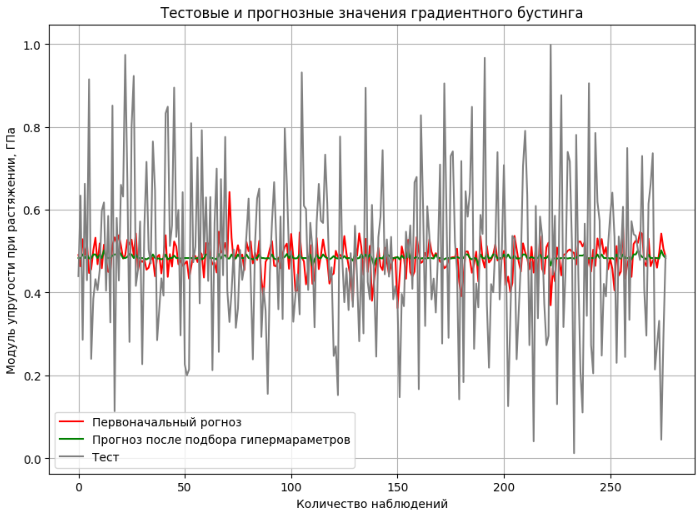 Тестовые и прогнозные значения градиентного бустинга
Модуль упругости при растяжении, ГПа
1.0
0.8
0.6
0.4
0.2
0.0
Первоначальный рогноз
Прогноз после подбора гипермараметров
Тест
0
50
100
150
200
250
Количество наблюдений